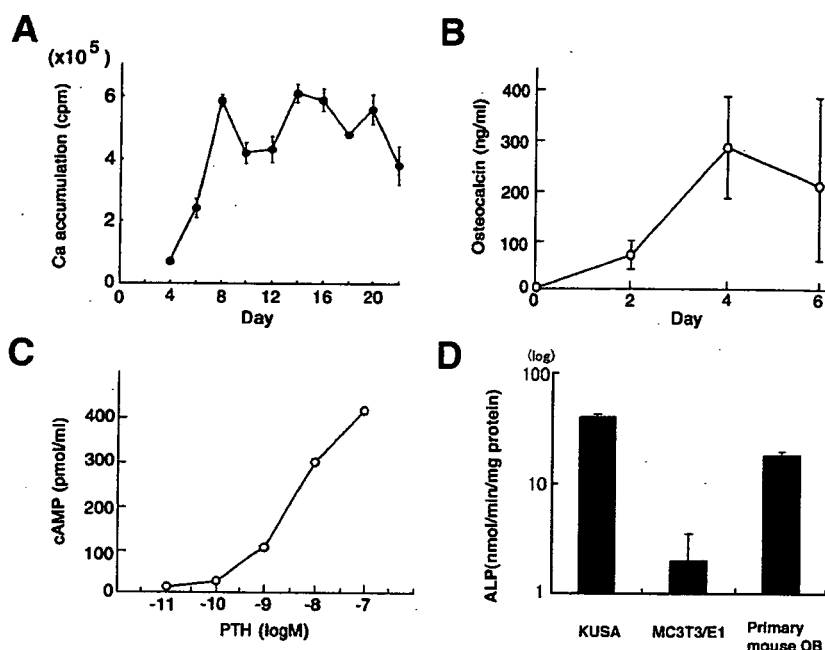 A
(x10⁵)
Ca accumulation (cpm)
6
4
2
0
0 4 8 12 16 20
Day
B
Osteocalcin (ng/ml)
400
300
200
100
0
0 2 4 6
Day
C
cAMP (pmol/ml)
400
300
200
100
0
-11 -10 -9 -8 -7
PTH (logM)
D
(log)
ALP(nmol/min/mg protein)
100
10
1
KUSA MC3T3/E1 Primary
mouse OB